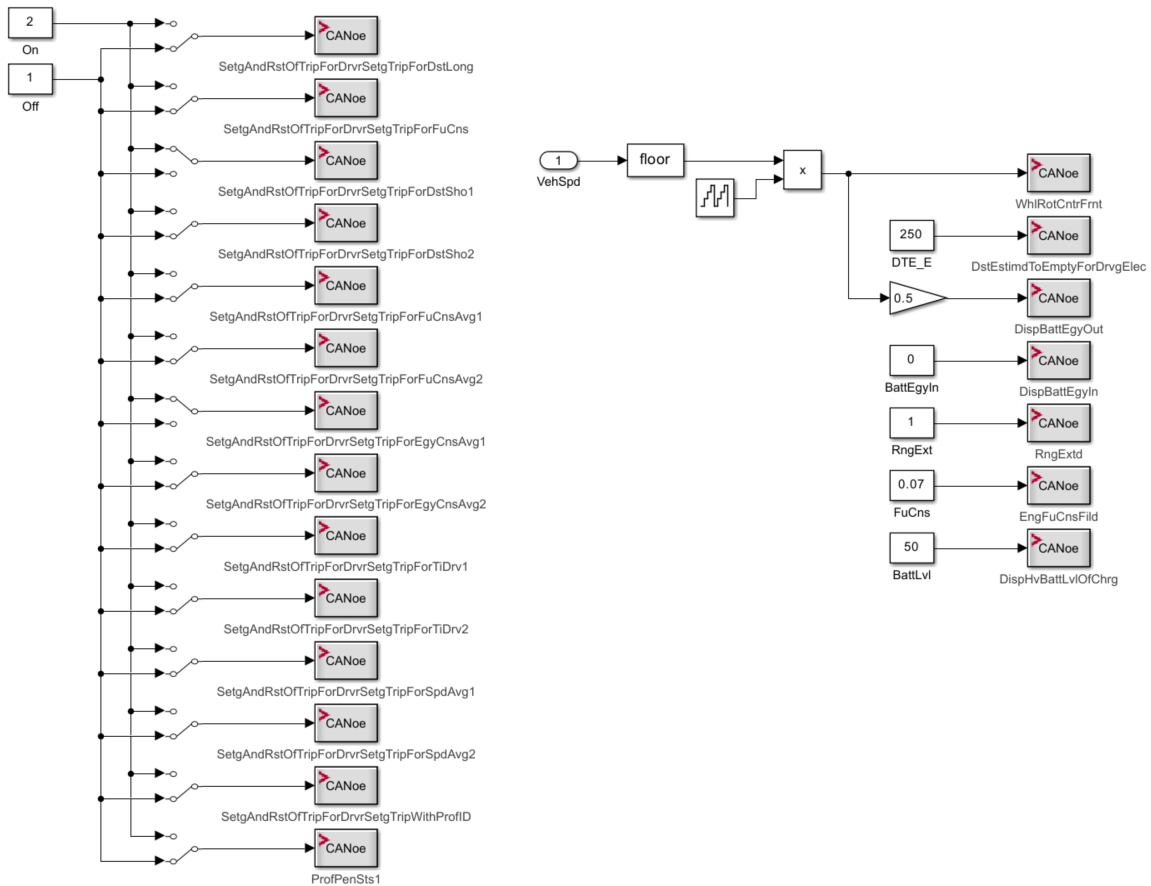 2
On
1
Off
CANoe
SetgAndRstOfTripForDrvrSetgTripForDstLong
CANoe
SetgAndRstOfTripForDrvrSetgTripForFuCns
CANoe
SetgAndRstOfTripForDrvrSetgTripForDstSho1
CANoe
SetgAndRstOfTripForDrvrSetgTripForDstSho2
CANoe
SetgAndRstOfTripForDrvrSetgTripForFuCnsAvg1
CANoe
SetgAndRstOfTripForDrvrSetgTripForFuCnsAvg2
CANoe
SetgAndRstOfTripForDrvrSetgTripForEgyCnsAvg1
CANoe
SetgAndRstOfTripForDrvrSetgTripForEgyCnsAvg2
CANoe
SetgAndRstOfTripForDrvrSetgTripForTiDrv1
CANoe
SetgAndRstOfTripForDrvrSetgTripForTiDrv2
CANoe
SetgAndRstOfTripForDrvrSetgTripForSpdAvg1
CANoe
SetgAndRstOfTripForDrvrSetgTripForSpdAvg2
CANoe
SetgAndRstOfTripForDrvrSetgTripWithProfID
CANoe
ProfPenSts1
1
VehSpd
floor
x
CANoe
WhlRotCntrFrnt
250
DTE_E
CANoe
DstEstimdToEmptyForDrvgElec
0.5
CANoe
DispBattEgyOut
0
BattEgyIn
CANoe
DispBattEgyIn
1
RngExt
CANoe
RngExtd
0.07
FuCns
CANoe
EngFuCnsFild
50
BattLvl
CANoe
DispHvBattLvlOfChrg